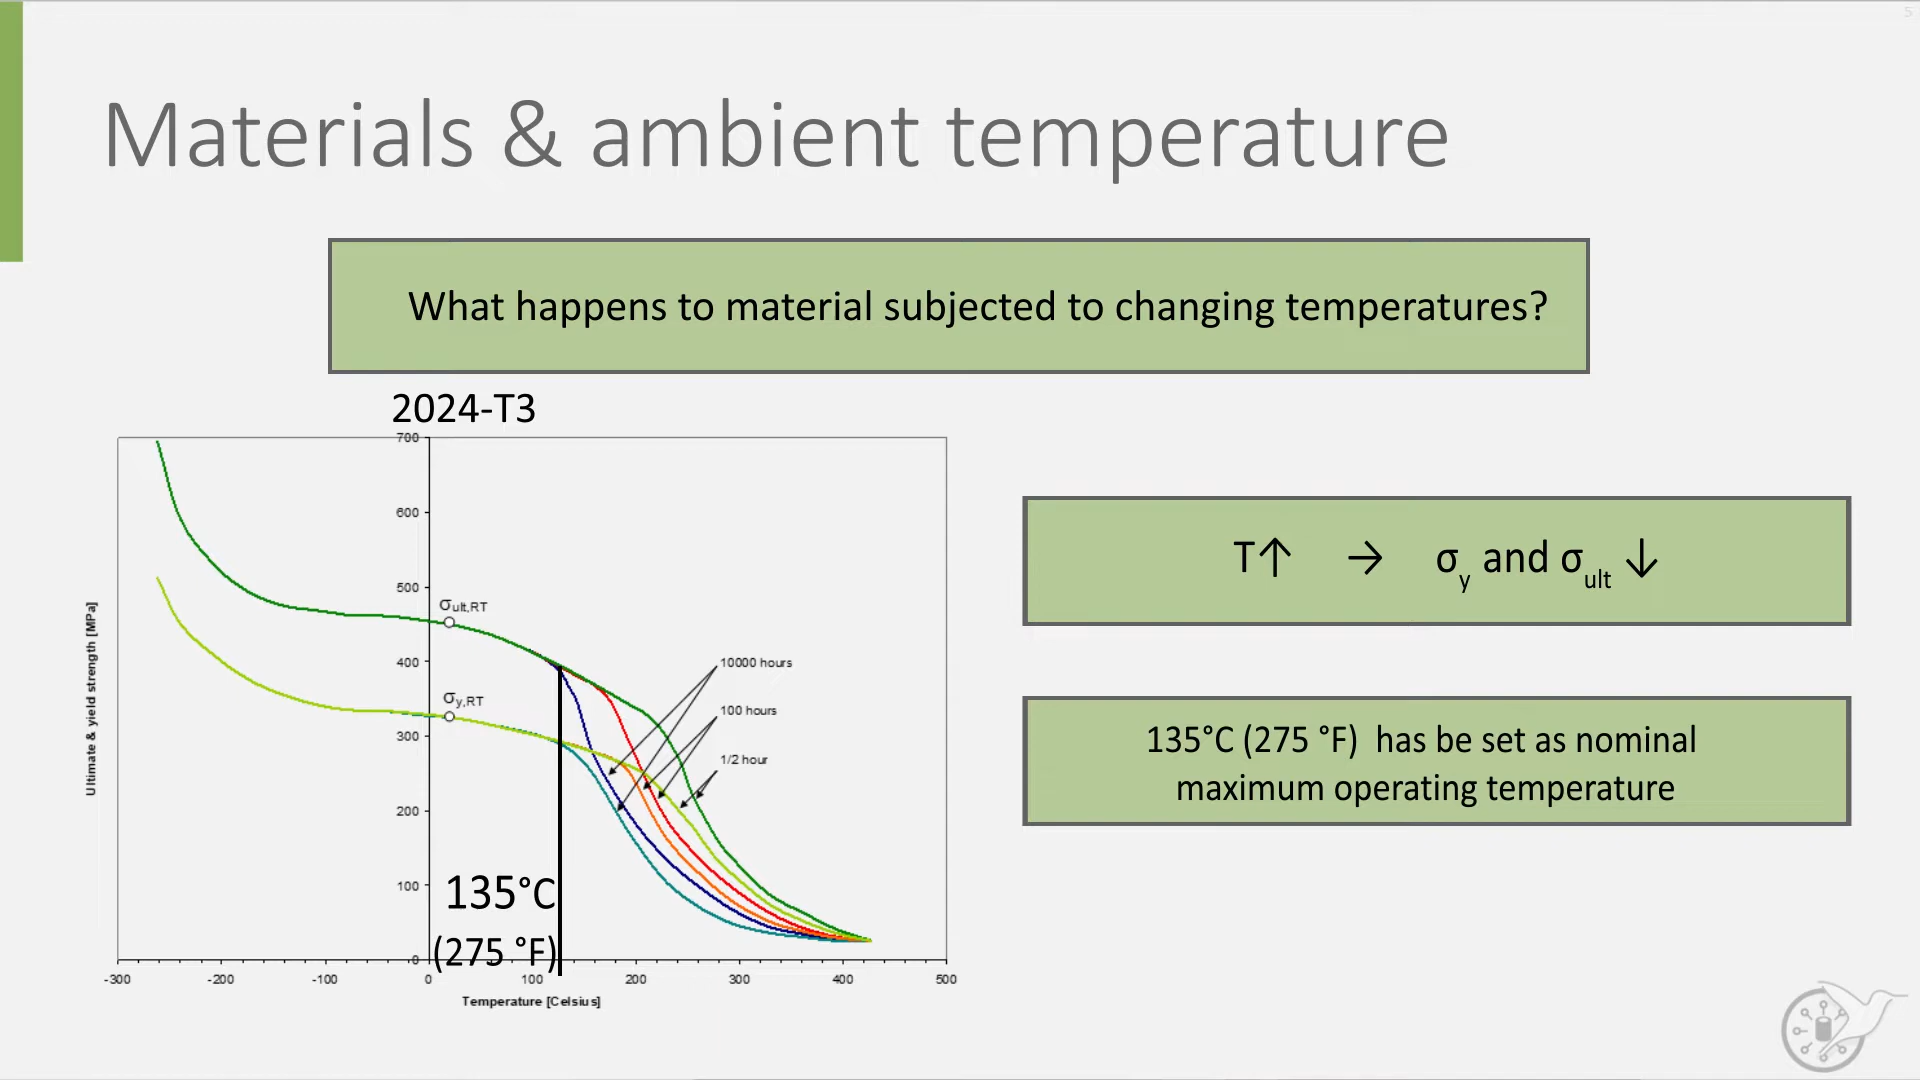 5
Materials & ambient temperature
What happens to material subjected to changing temperatures?
2024-T3
700
600
500
400
300
200
100
0
Ultimate & yield strength [MPa]
σult,RT
σy,RT
10000 hours
100 hours
1/2 hour
135°C
(275 °F)
-300 -200 -100 0 100 200 300 400 500
Temperature [Celsius]
T↑ → σy and σult ↓
135°C (275 °F) has be set as nominal
maximum operating temperature